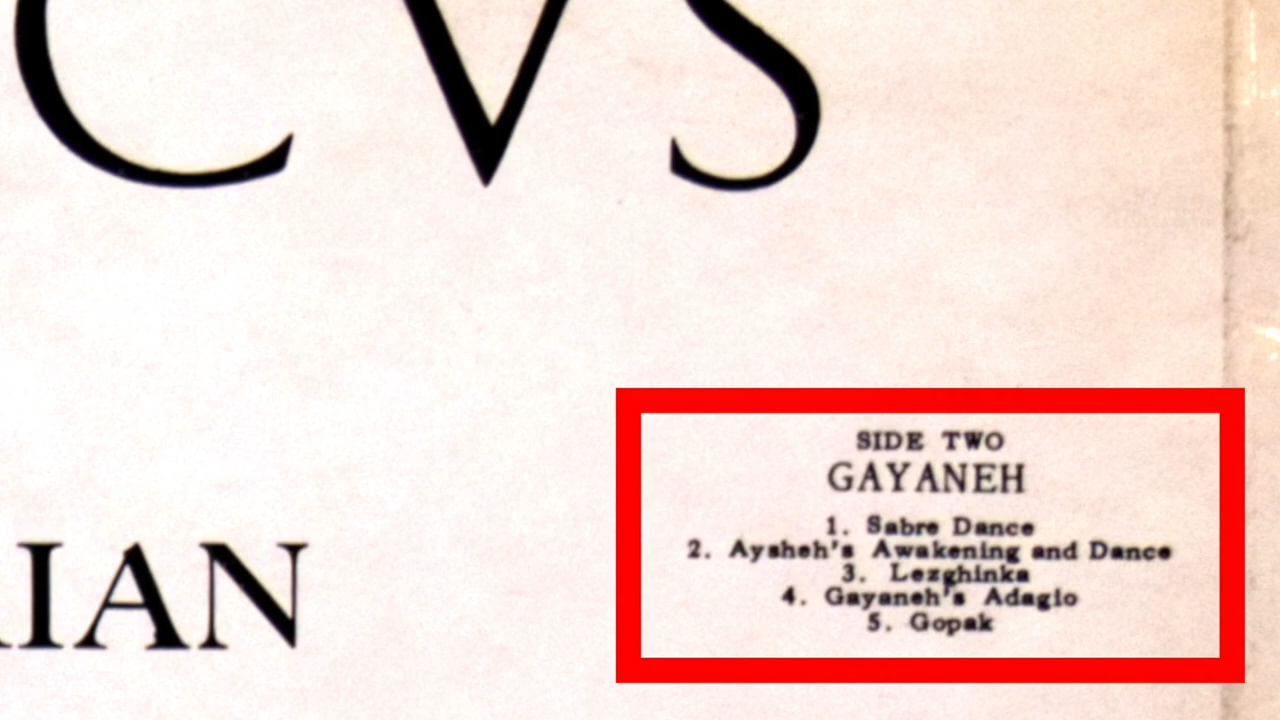 CVS
IAN
SIDE TWO
GAYANEH
1. Sabre Dance
2. Aysheh's Awakening and Dance
3. Lezghinka
4. Gayaneh's Adagio
5. Gopak